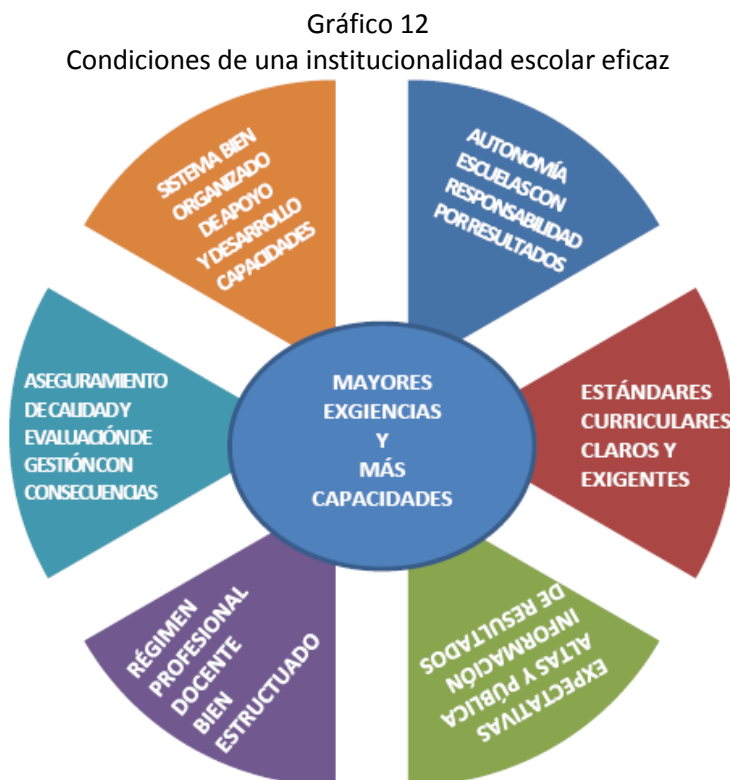 Gráfico 12
Condiciones de una institucionalidad escolar eficaz
SISTEMA BIEN
ORGANIZADO
DE APOYO
Y DESARROLLO
CAPACIDADES
AUTONOMÍA
ESCUELAS CON
RESPONSABILIDAD
POR RESULTADOS
ASEGURAMIENTO
DE CALIDAD Y
EVALUACIÓN DE
GESTIÓN CON
CONSECUENCIAS
MAYORES
EXGIENCIAS
Y
MÁS
CAPACIDADES
ESTÁNDARES
CURRICULARES
CLAROS Y
EXIGENTES
RÉGIMEN
PROFESIONAL
DOCENTE
BIEN
ESTRUCTUADO
EXPECTATIVAS
ALTAS Y PÚBLICA
INFORMACIÓN
DE RESULTADOS